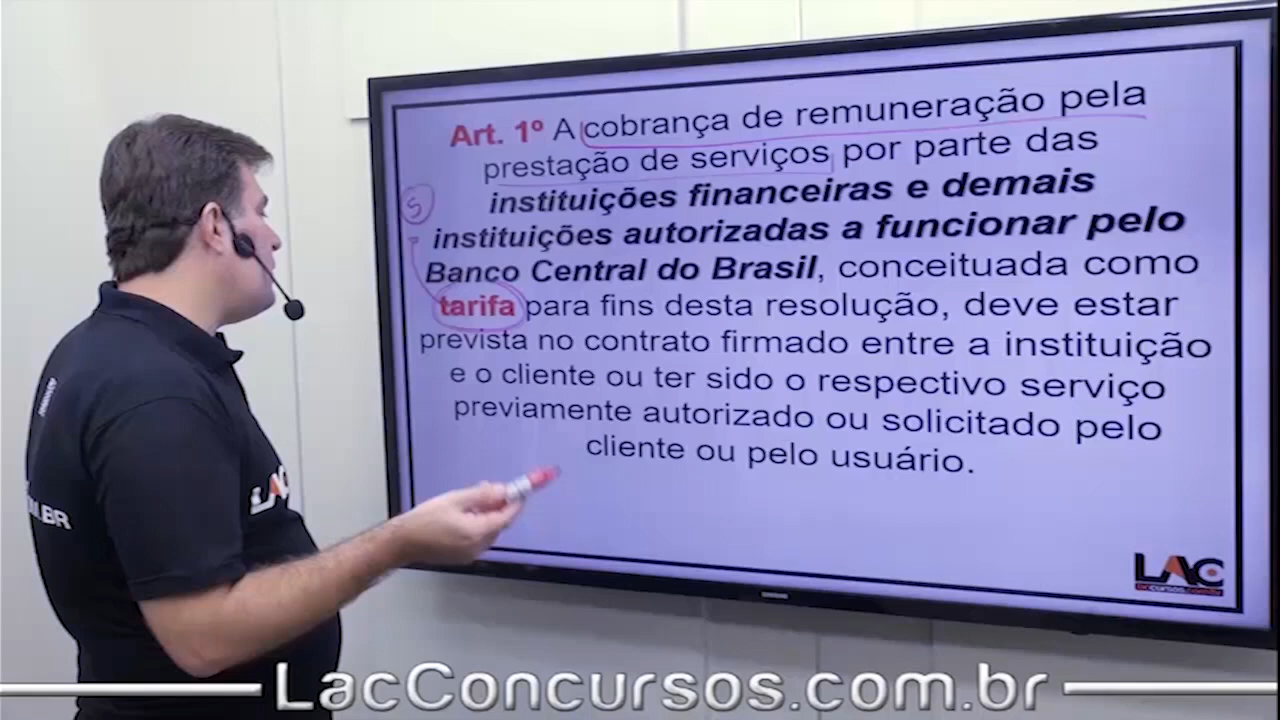 Art. 1º A cobrança de remuneração pela
prestação de serviços por parte das
instituições financeiras e demais
instituições autorizadas a funcionar pelo
Banco Central do Brasil, conceituada como
tarifa para fins desta resolução, deve estar
prevista no contrato firmado entre a instituição
e o cliente ou ter sido o respectivo serviço
previamente autorizado ou solicitado pelo
cliente ou pelo usuário.
LAC
LAC
M.BR
LacConcursos.com.br